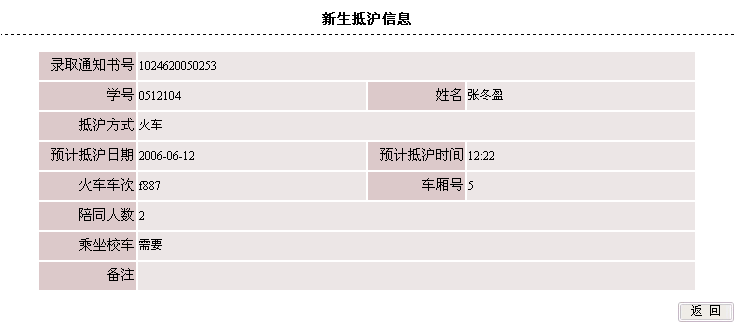 新生抵沪信息
录取通知书号 1024620050253
学号 0512104 姓名 张冬盈
抵沪方式 火车
预计抵沪日期 2006-06-12 预计抵沪时间 12:22
火车车次 f887 车厢号 5
陪同人数 2
乘坐校车 需要
备注
返 回